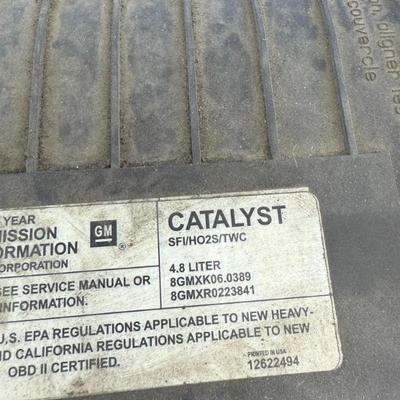 on, aligner les
couvercle
YEAR
MISSION
FORMATION
CORPORATION
GM
CATALYST
SFI/HO2S/TWC
4.8 LITER
8GMXK06.0389
8GMXR0223841
SEE SERVICE MANUAL OR
INFORMATION.
U.S. EPA REGULATIONS APPLICABLE TO NEW HEAVY-
ND CALIFORNIA REGULATIONS APPLICABLE TO NEW
OBD II CERTIFIED.
PRINTED IN USA
12622494